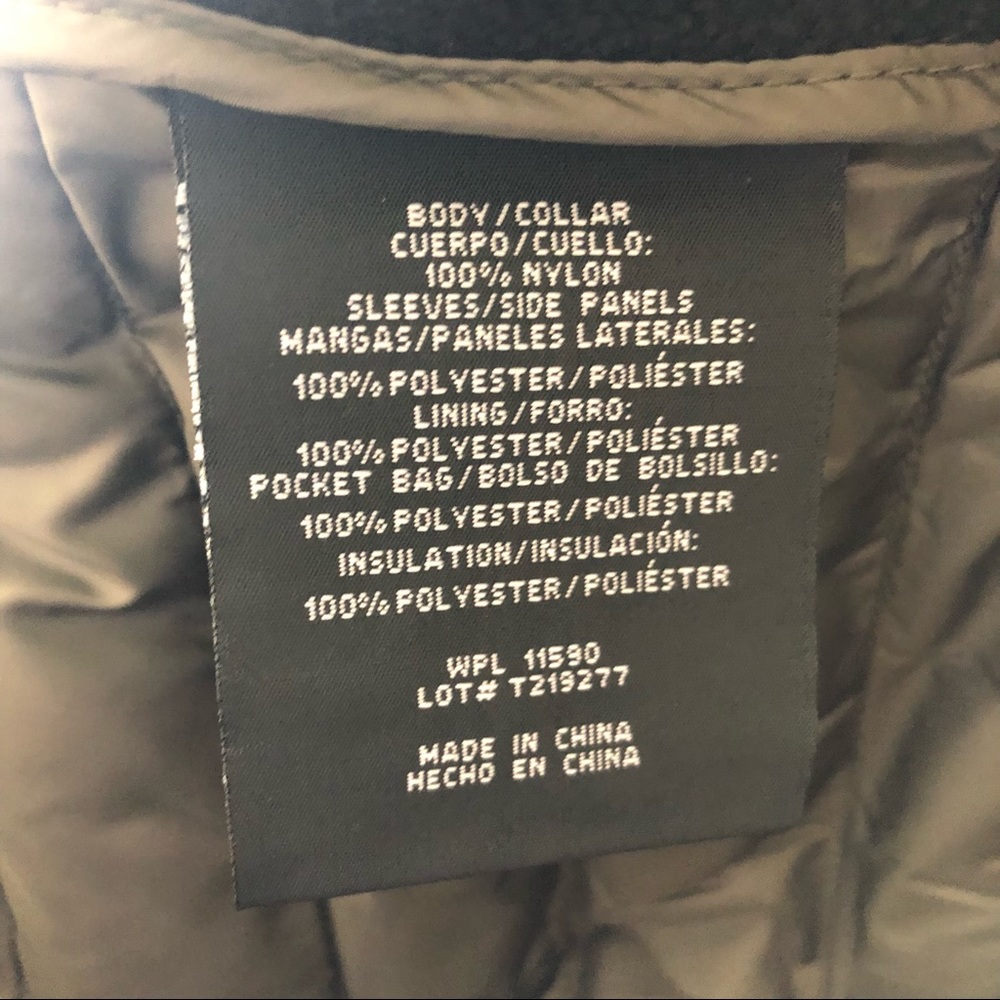 BODY/COLLAR
CUERPO/CUELLO:
100% NYLON
SLEEVES/SIDE PANELS
MANGAS/PANELES LATERALES:
100% POLYESTER/POLIÉSTER
LINING/FORRO:
100% POLYESTER/POLIÉSTER
POCKET BAG/BOLSO DE BOLSILLO:
100% POLYESTER/POLIÉSTER
INSULATION/INSULACIÓN:
100% POLYESTER/POLIÉSTER
WPL 11590
LOT# T219277
MADE IN CHINA
HECHO EN CHINA